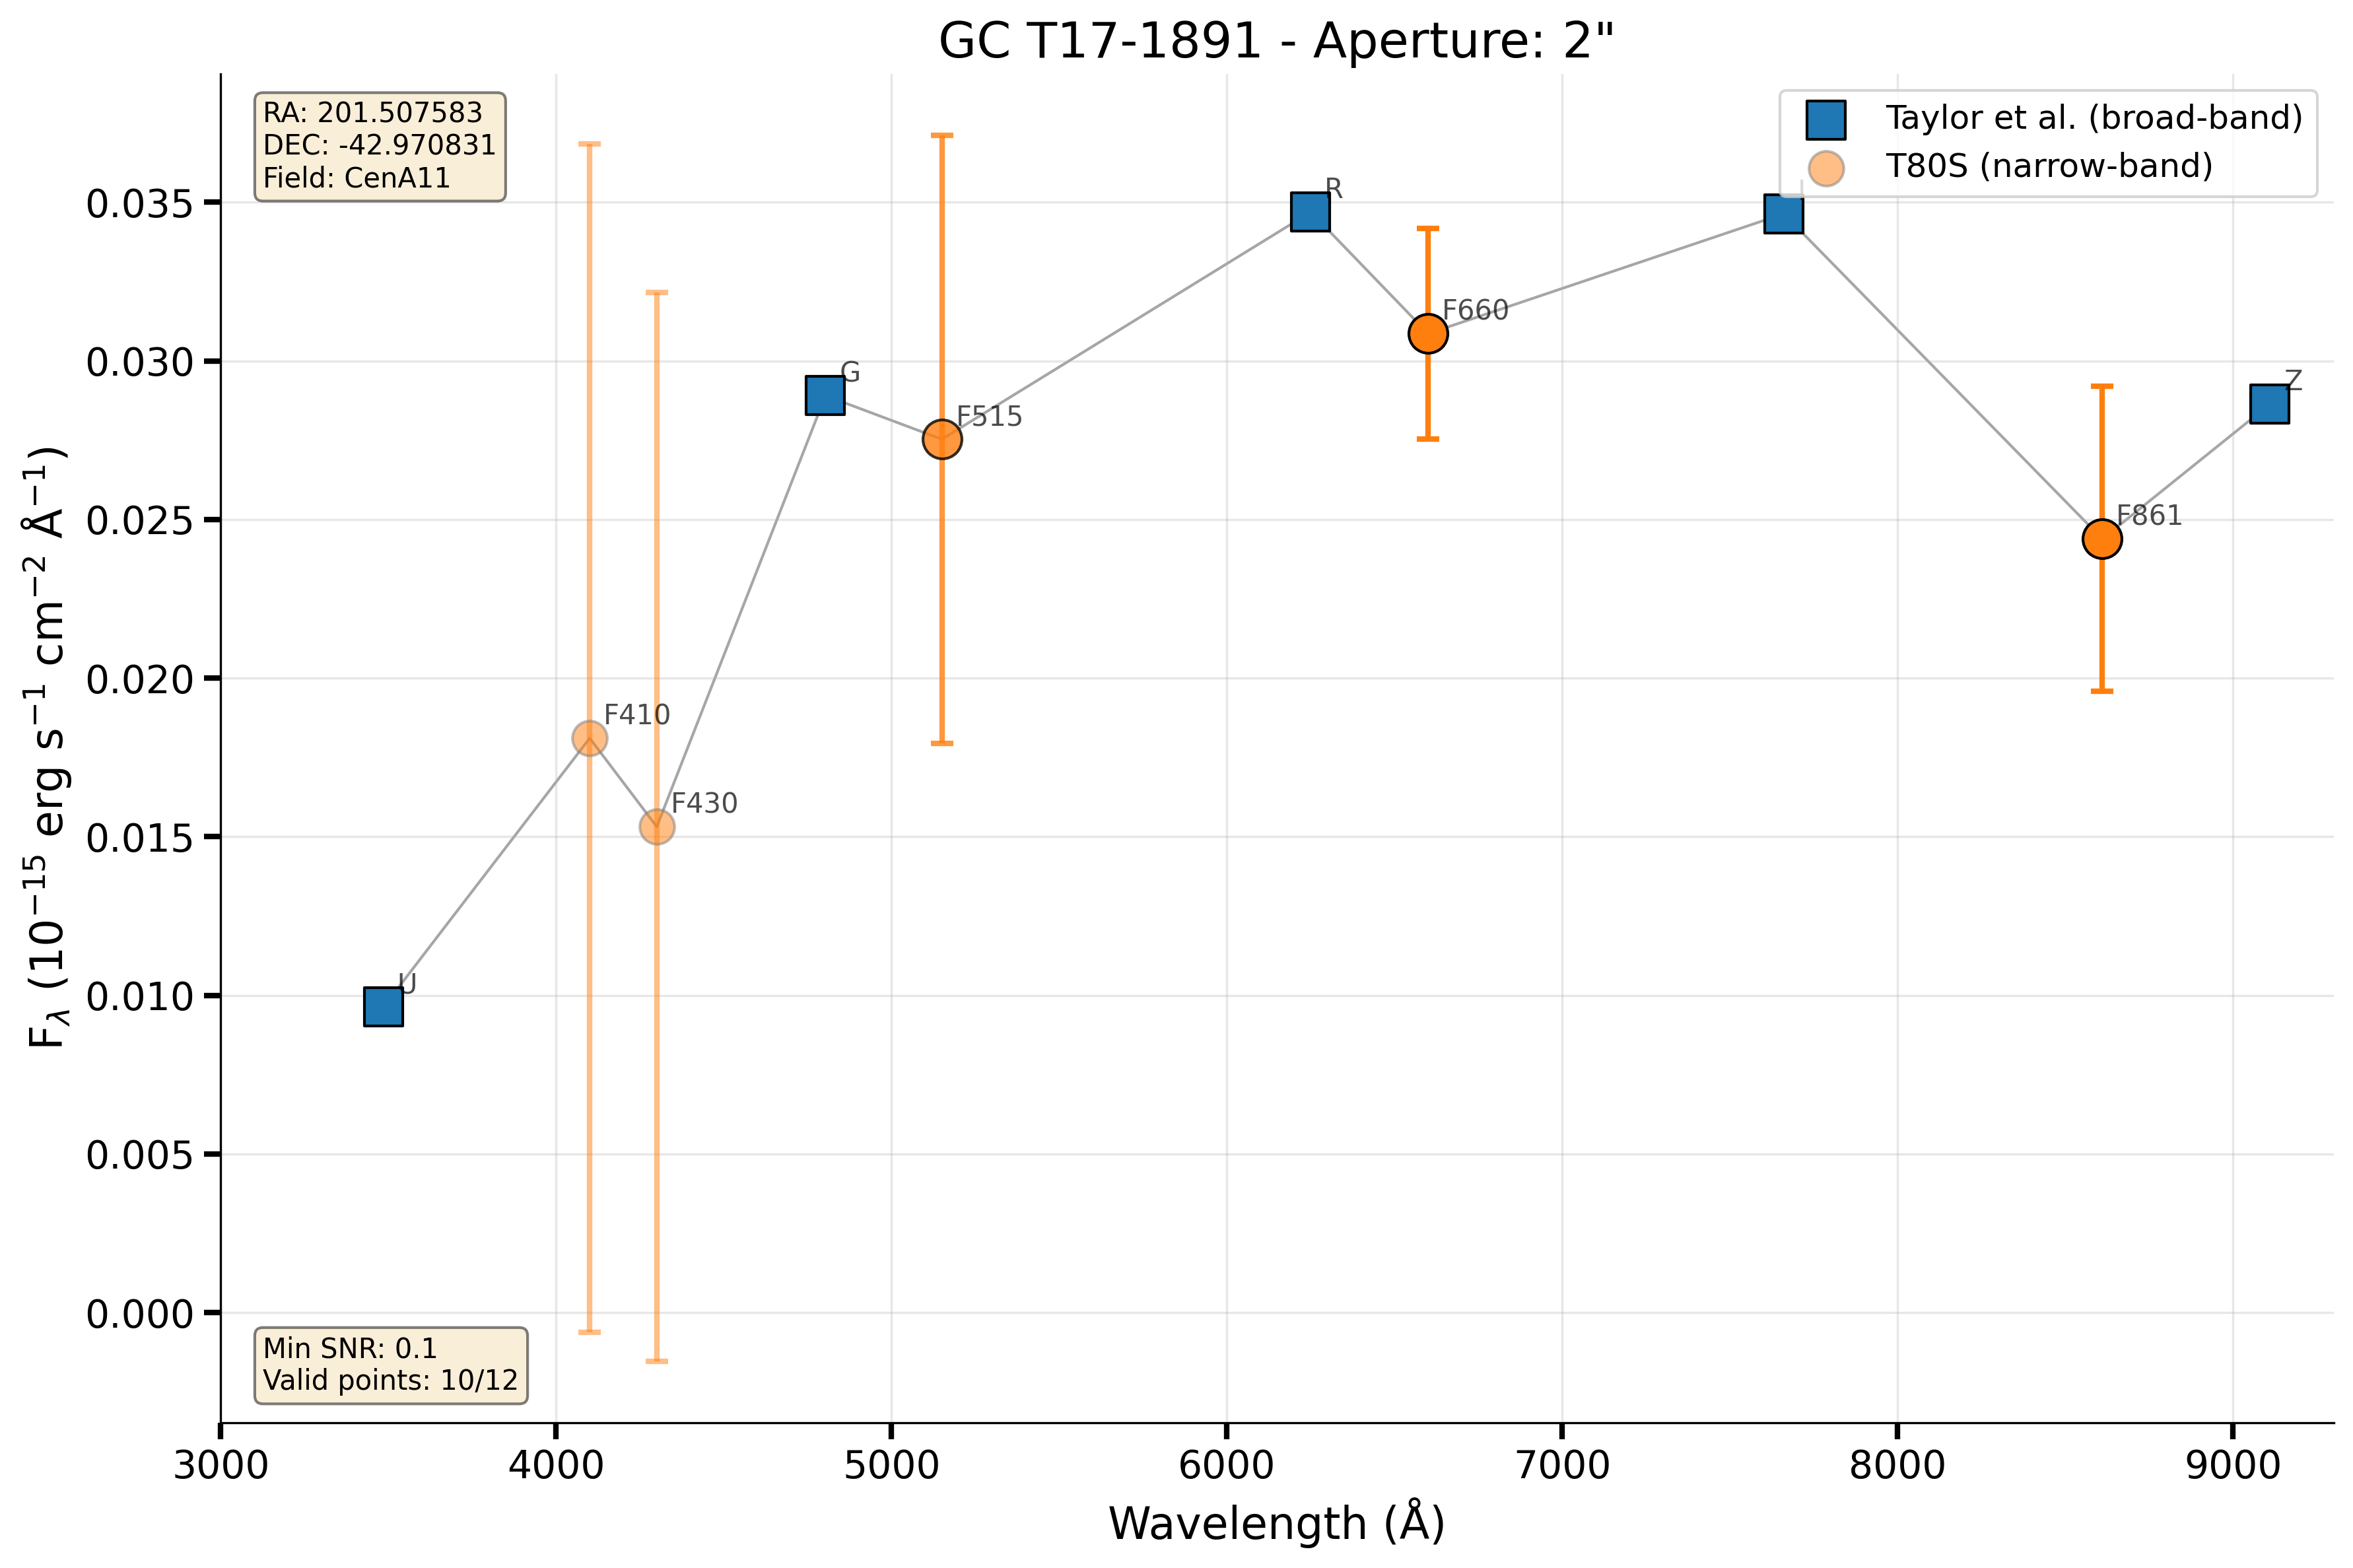 GC T17-1891 - Aperture: 2"
RA: 201.507583
DEC: -42.970831
Field: CenA11
Taylor et al. (broad-band)
T80S (narrow-band)
R
F660
G
F515
Z
F861
F410
F430
U
0.035
0.030
0.025
0.020
0.015
0.010
0.005
0.000
F_λ (10⁻¹⁵ erg s⁻¹ cm⁻² Å⁻¹)
Min SNR: 0.1
Valid points: 10/12
3000 4000 5000 6000 7000 8000 9000
Wavelength (Å)